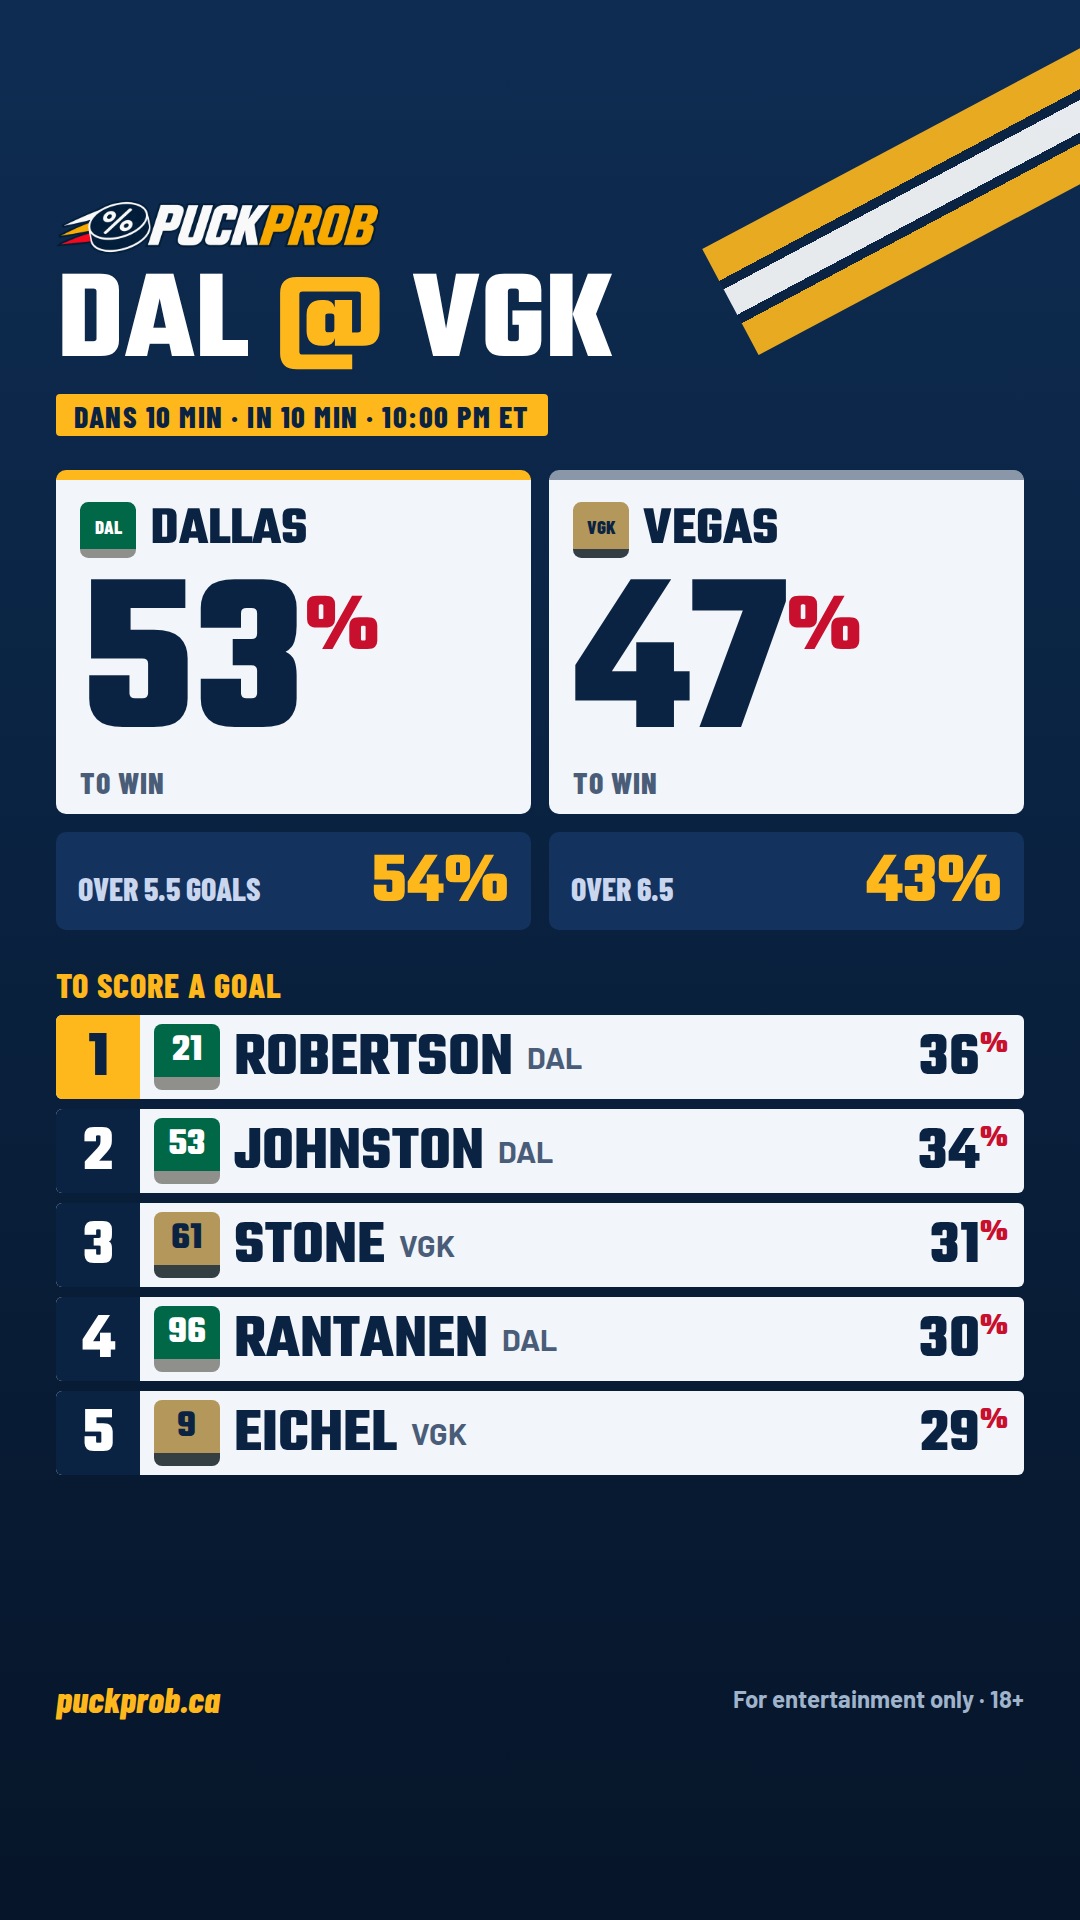 % PUCKPROB
DAL @ VGK
DANS 10 MIN · IN 10 MIN · 10:00 PM ET
DAL DALLAS
53%
TO WIN
VGK VEGAS
47%
TO WIN
OVER 5.5 GOALS 54%
OVER 6.5 43%
TO SCORE A GOAL
1 21 ROBERTSON DAL 36%
2 53 JOHNSTON DAL 34%
3 61 STONE VGK 31%
4 96 RANTANEN DAL 30%
5 9 EICHEL VGK 29%
puckprob.ca
For entertainment only · 18+